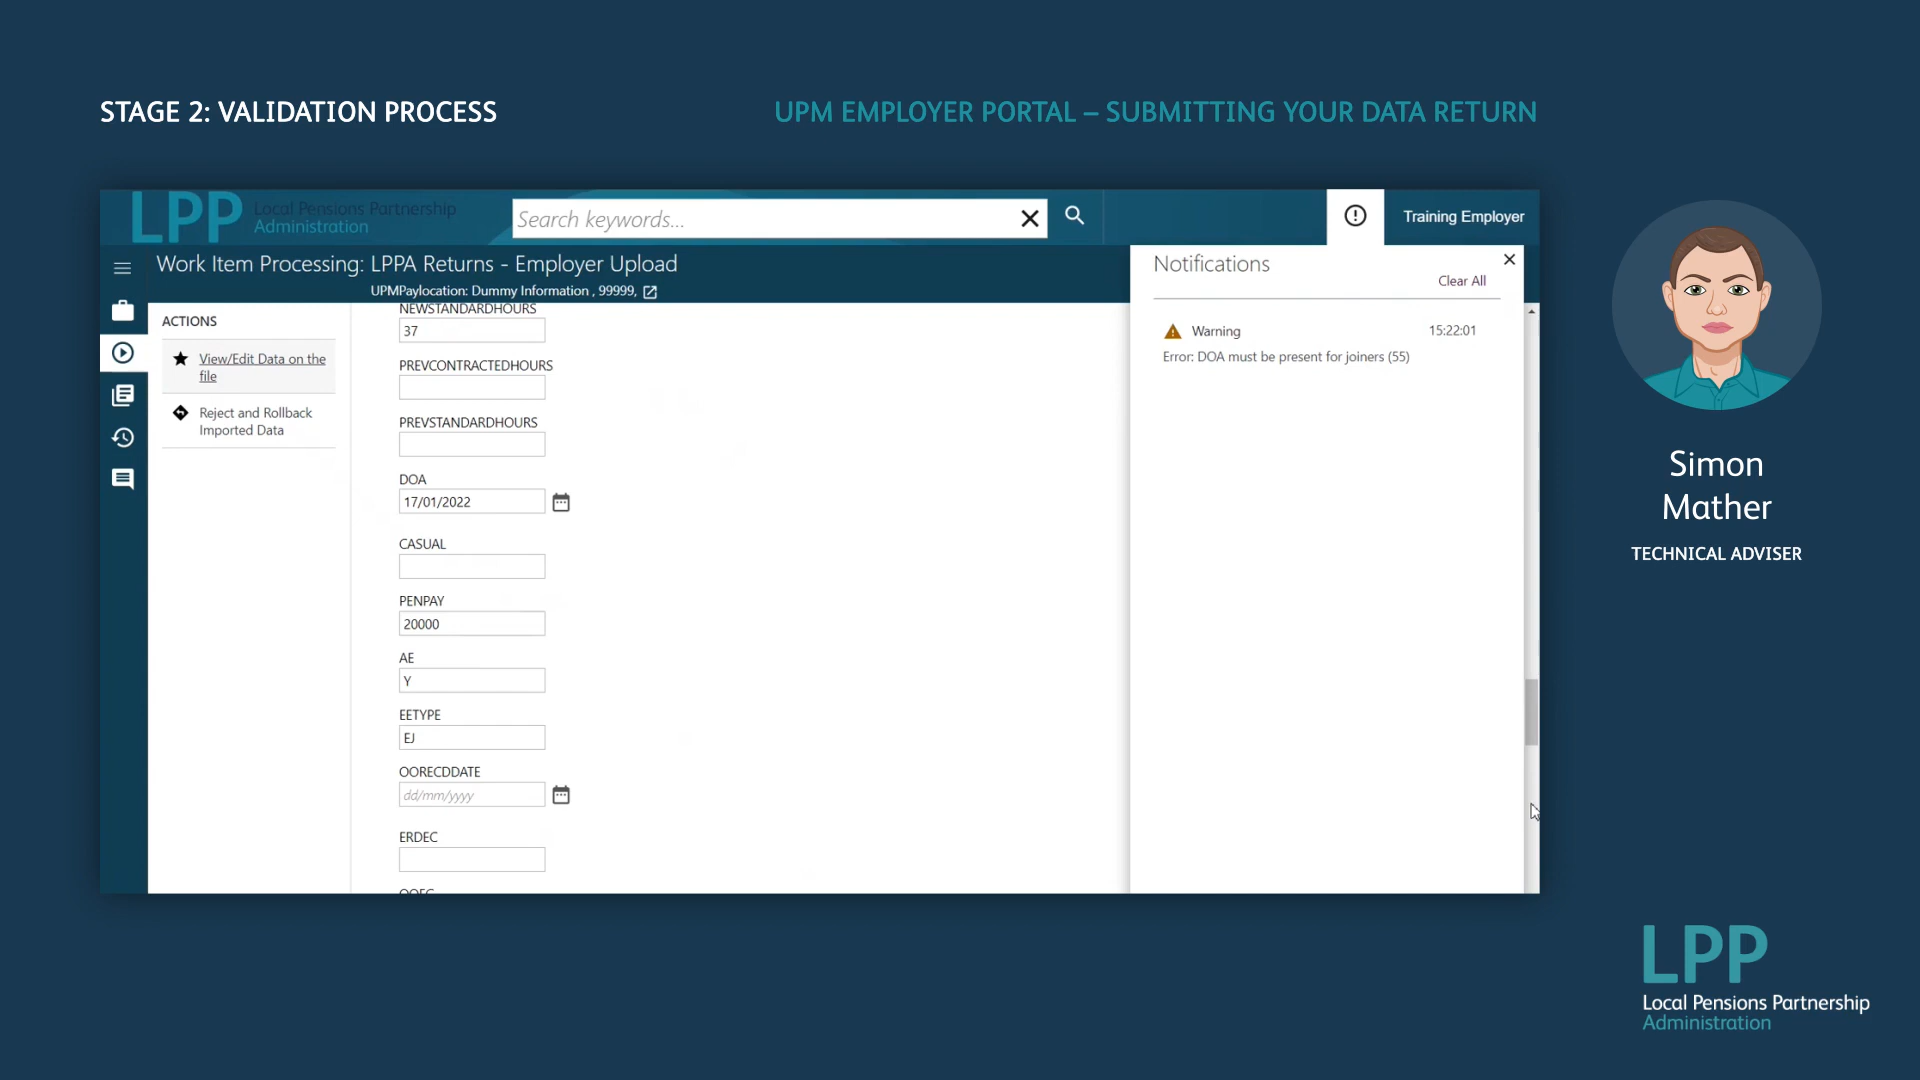 STAGE 2: VALIDATION PROCESS
UPM EMPLOYER PORTAL – SUBMITTING YOUR DATA RETURN
LPP Local Pensions Partnership
Administration
Search keywords...
Training Employer
Work Item Processing: LPPA Returns - Employer Upload
UPMPaylocation: Dummy Information , 99999,
ACTIONS
View/Edit Data on the
file
Reject and Rollback
Imported Data
NEWSTANDARDHOURS
37
PREVCONTRACTEDHOURS
PREVSTANDARDHOURS
DOA
17/01/2022
CASUAL
PENPAY
20000
AE
Y
EETYPE
EJ
OORECDDATE
dd/mm/yyyy
ERDEC
Notifications
Clear All
Warning
15:22:01
Error: DOA must be present for joiners (55)
Simon
Mather
TECHNICAL ADVISER
LPP
Local Pensions Partnership
Administration